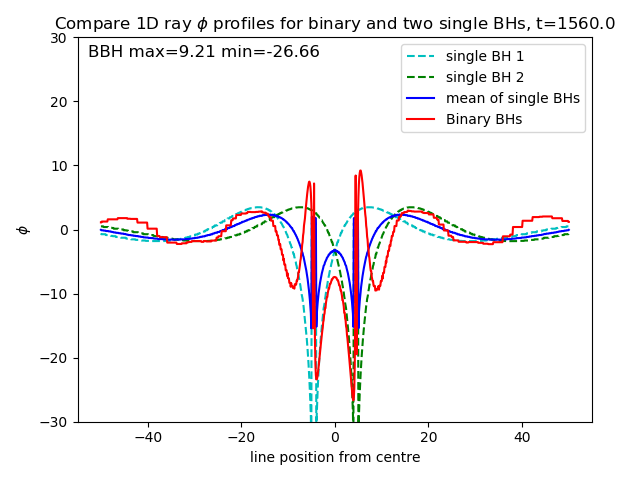 Compare 1D ray ϕ profiles for binary and two single BHs, t=1560.0
BBH max=9.21 min=-26.66
single BH 1
single BH 2
mean of single BHs
Binary BHs
ϕ
30
20
10
0
−10
−20
−30
−40 −20 0 20 40
line position from centre